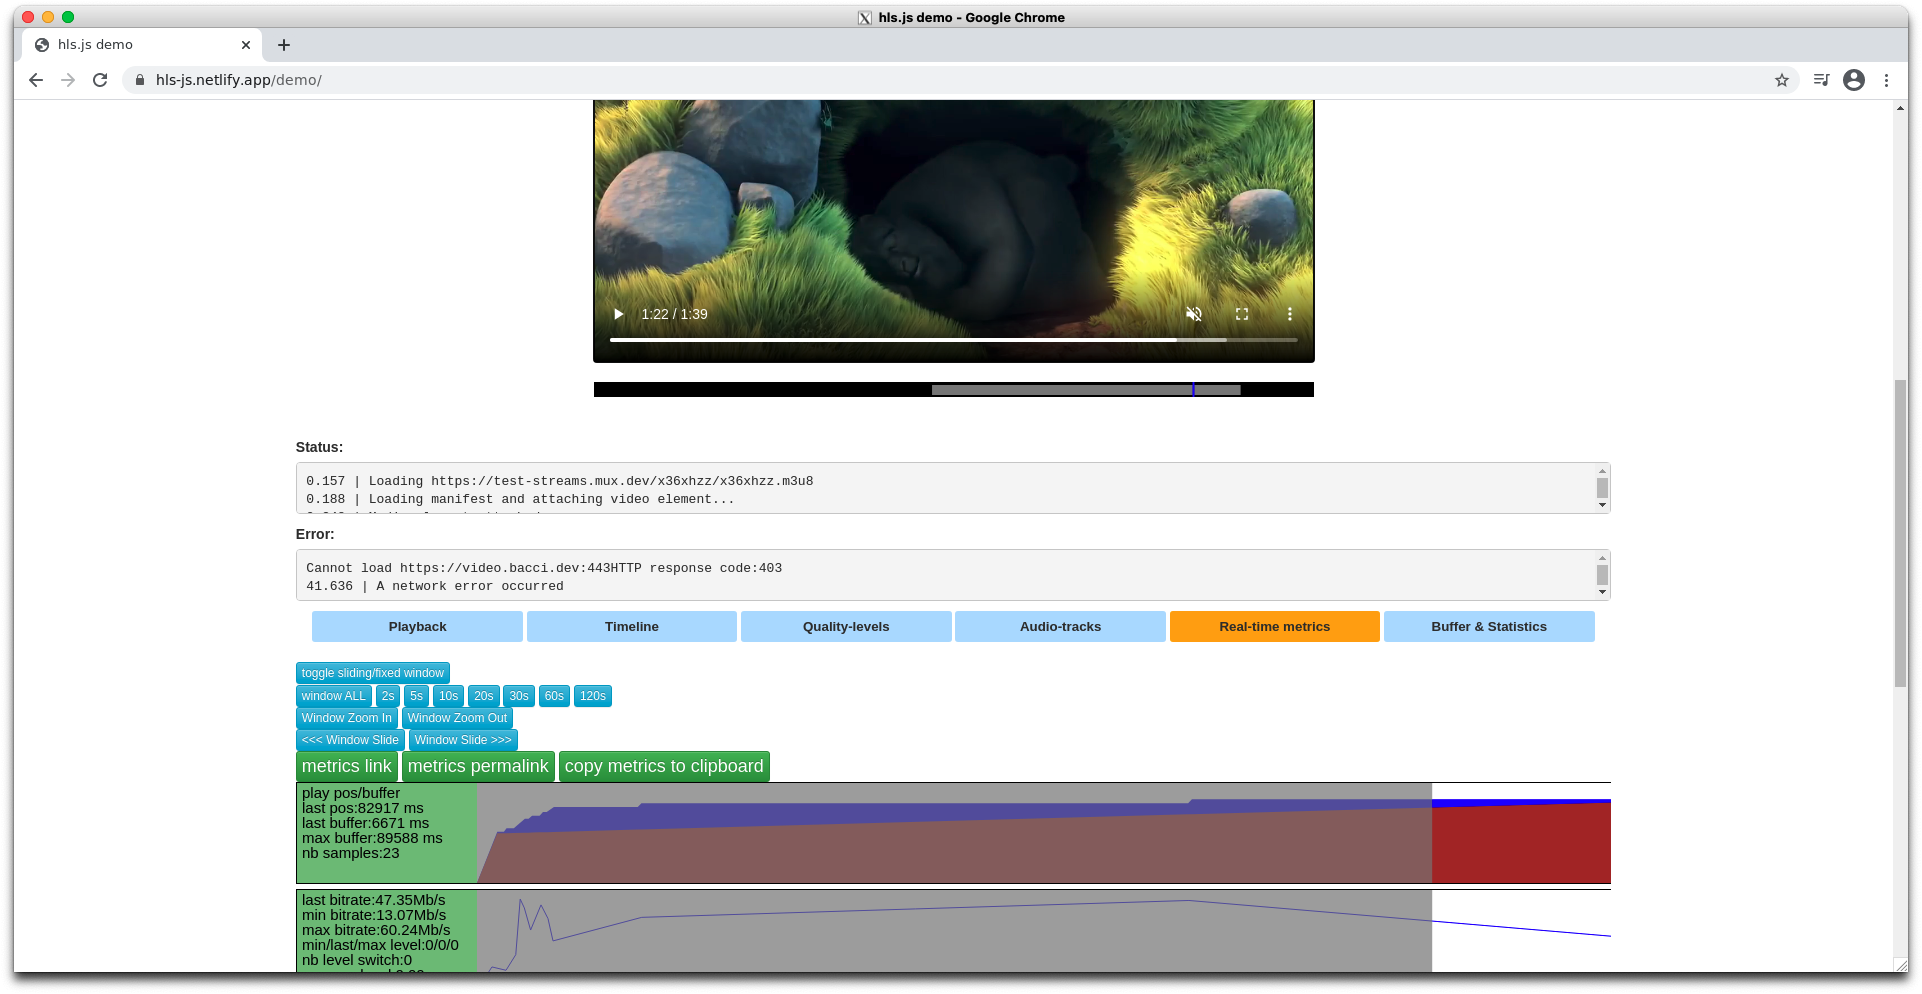 hls.js demo - Google Chrome
hls.js demo
hls-js.netlify.app/demo/
1:22 / 1:39
Status:
0.157 | Loading https://test-streams.mux.dev/x36xhzz/x36xhzz.m3u8
0.188 | Loading manifest and attaching video element...
Error:
Cannot load https://video.bacci.dev:443HTTP response code:403
41.636 | A network error occurred
Playback Timeline Quality-levels Audio-tracks Real-time metrics Buffer & Statistics
toggle sliding/fixed window
window ALL 2s 5s 10s 20s 30s 60s 120s
Window Zoom In Window Zoom Out
<<< Window Slide Window Slide >>>
metrics link metrics permalink copy metrics to clipboard
play pos/buffer
last pos:82917 ms
last buffer:6671 ms
max buffer:89588 ms
nb samples:23
last bitrate:47.35Mb/s
min bitrate:13.07Mb/s
max bitrate:60.24Mb/s
min/last/max level:0/0/0
nb level switch:0